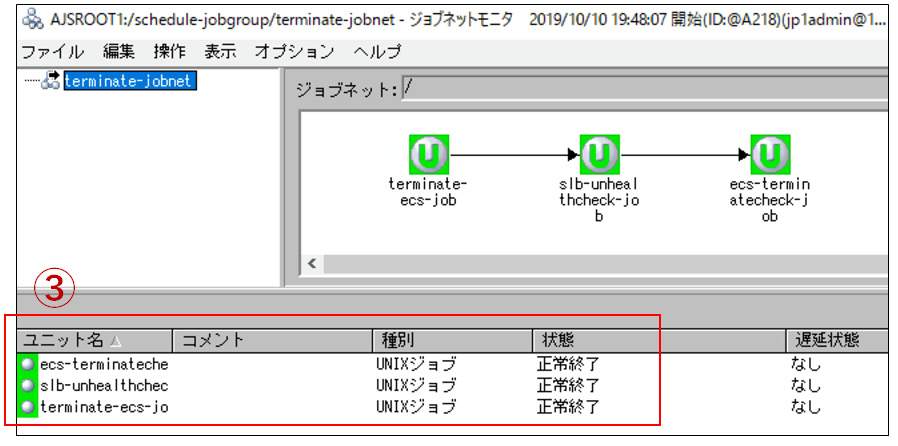 AJSROOT1:/schedule-jobgroup/terminate-jobnet - ジョブネットモニタ 2019/10/10 19:48:07 開始(ID:@A218)(jp1admin@1...
ファイル 編集 操作 表示 オプション ヘルプ
terminate-jobnet
ジョブネット: /
terminate-
ecs-job
slb-unheal
thcheck-jo
b
ecs-termin
atecheck-j
ob
③
ユニット名 コメント 種別 状態 遅延状態
ecs-terminateche UNIXジョブ 正常終了 なし
slb-unhealthchec UNIXジョブ 正常終了 なし
terminate-ecs-jo UNIXジョブ 正常終了 なし